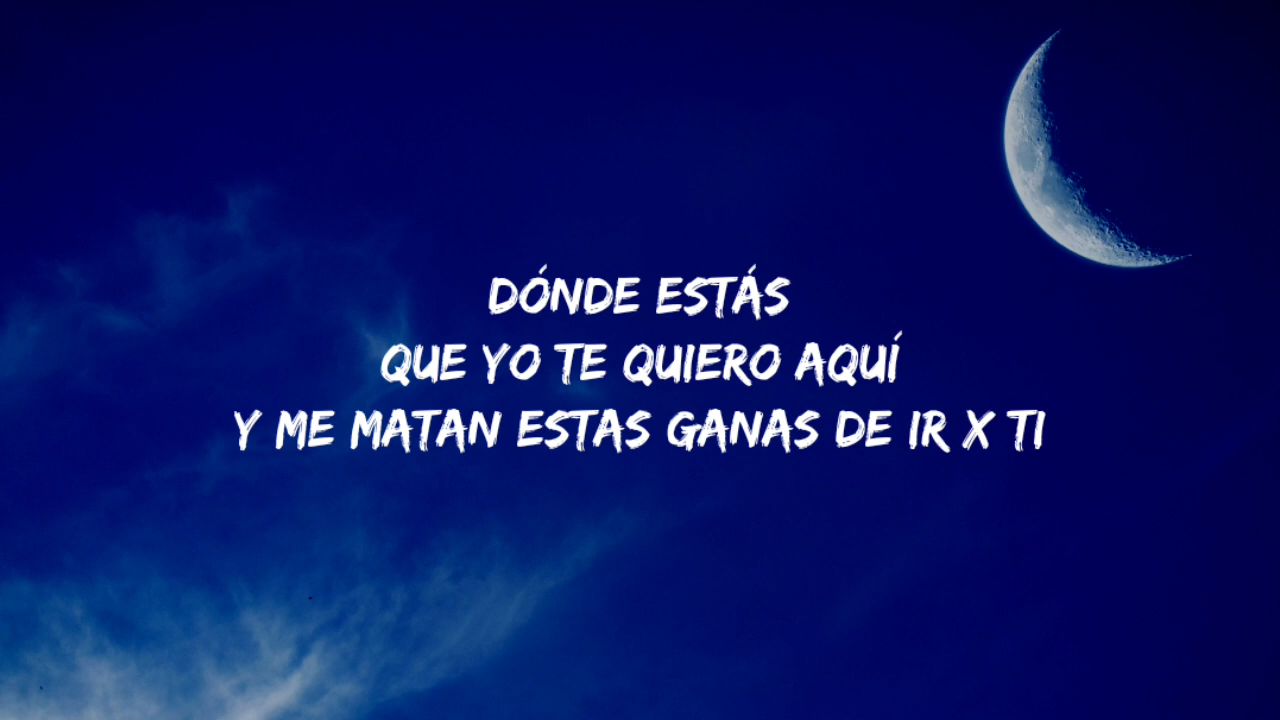 DÓNDE ESTÁS
QUE YO TE QUIERO AQUÍ
Y ME MATAN ESTAS GANAS DE IR X TI